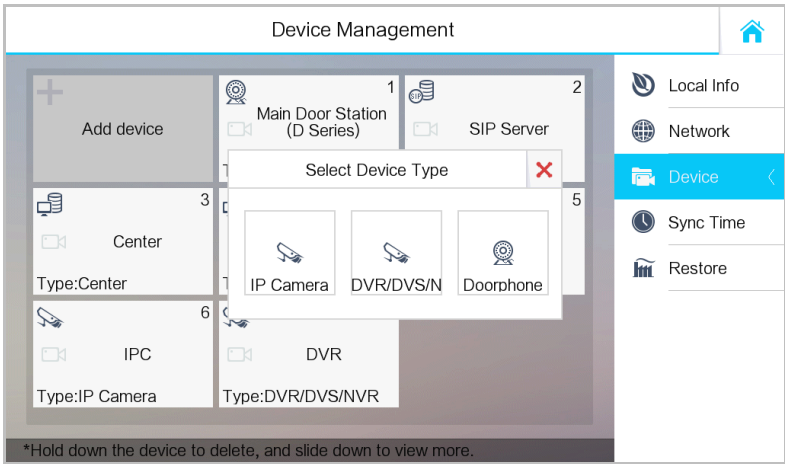 Device Management
Add device
1
Main Door Station
(D Series)
SIP
2
SIP Server
Select Device Type
IP Camera
DVR/DVS/N
Doorphone
3
Center
Type:Center
5
6
IPC
Type:IP Camera
DVR
Type:DVR/DVS/NVR
*Hold down the device to delete, and slide down to view more.
Local Info
Network
Device
Sync Time
Restore